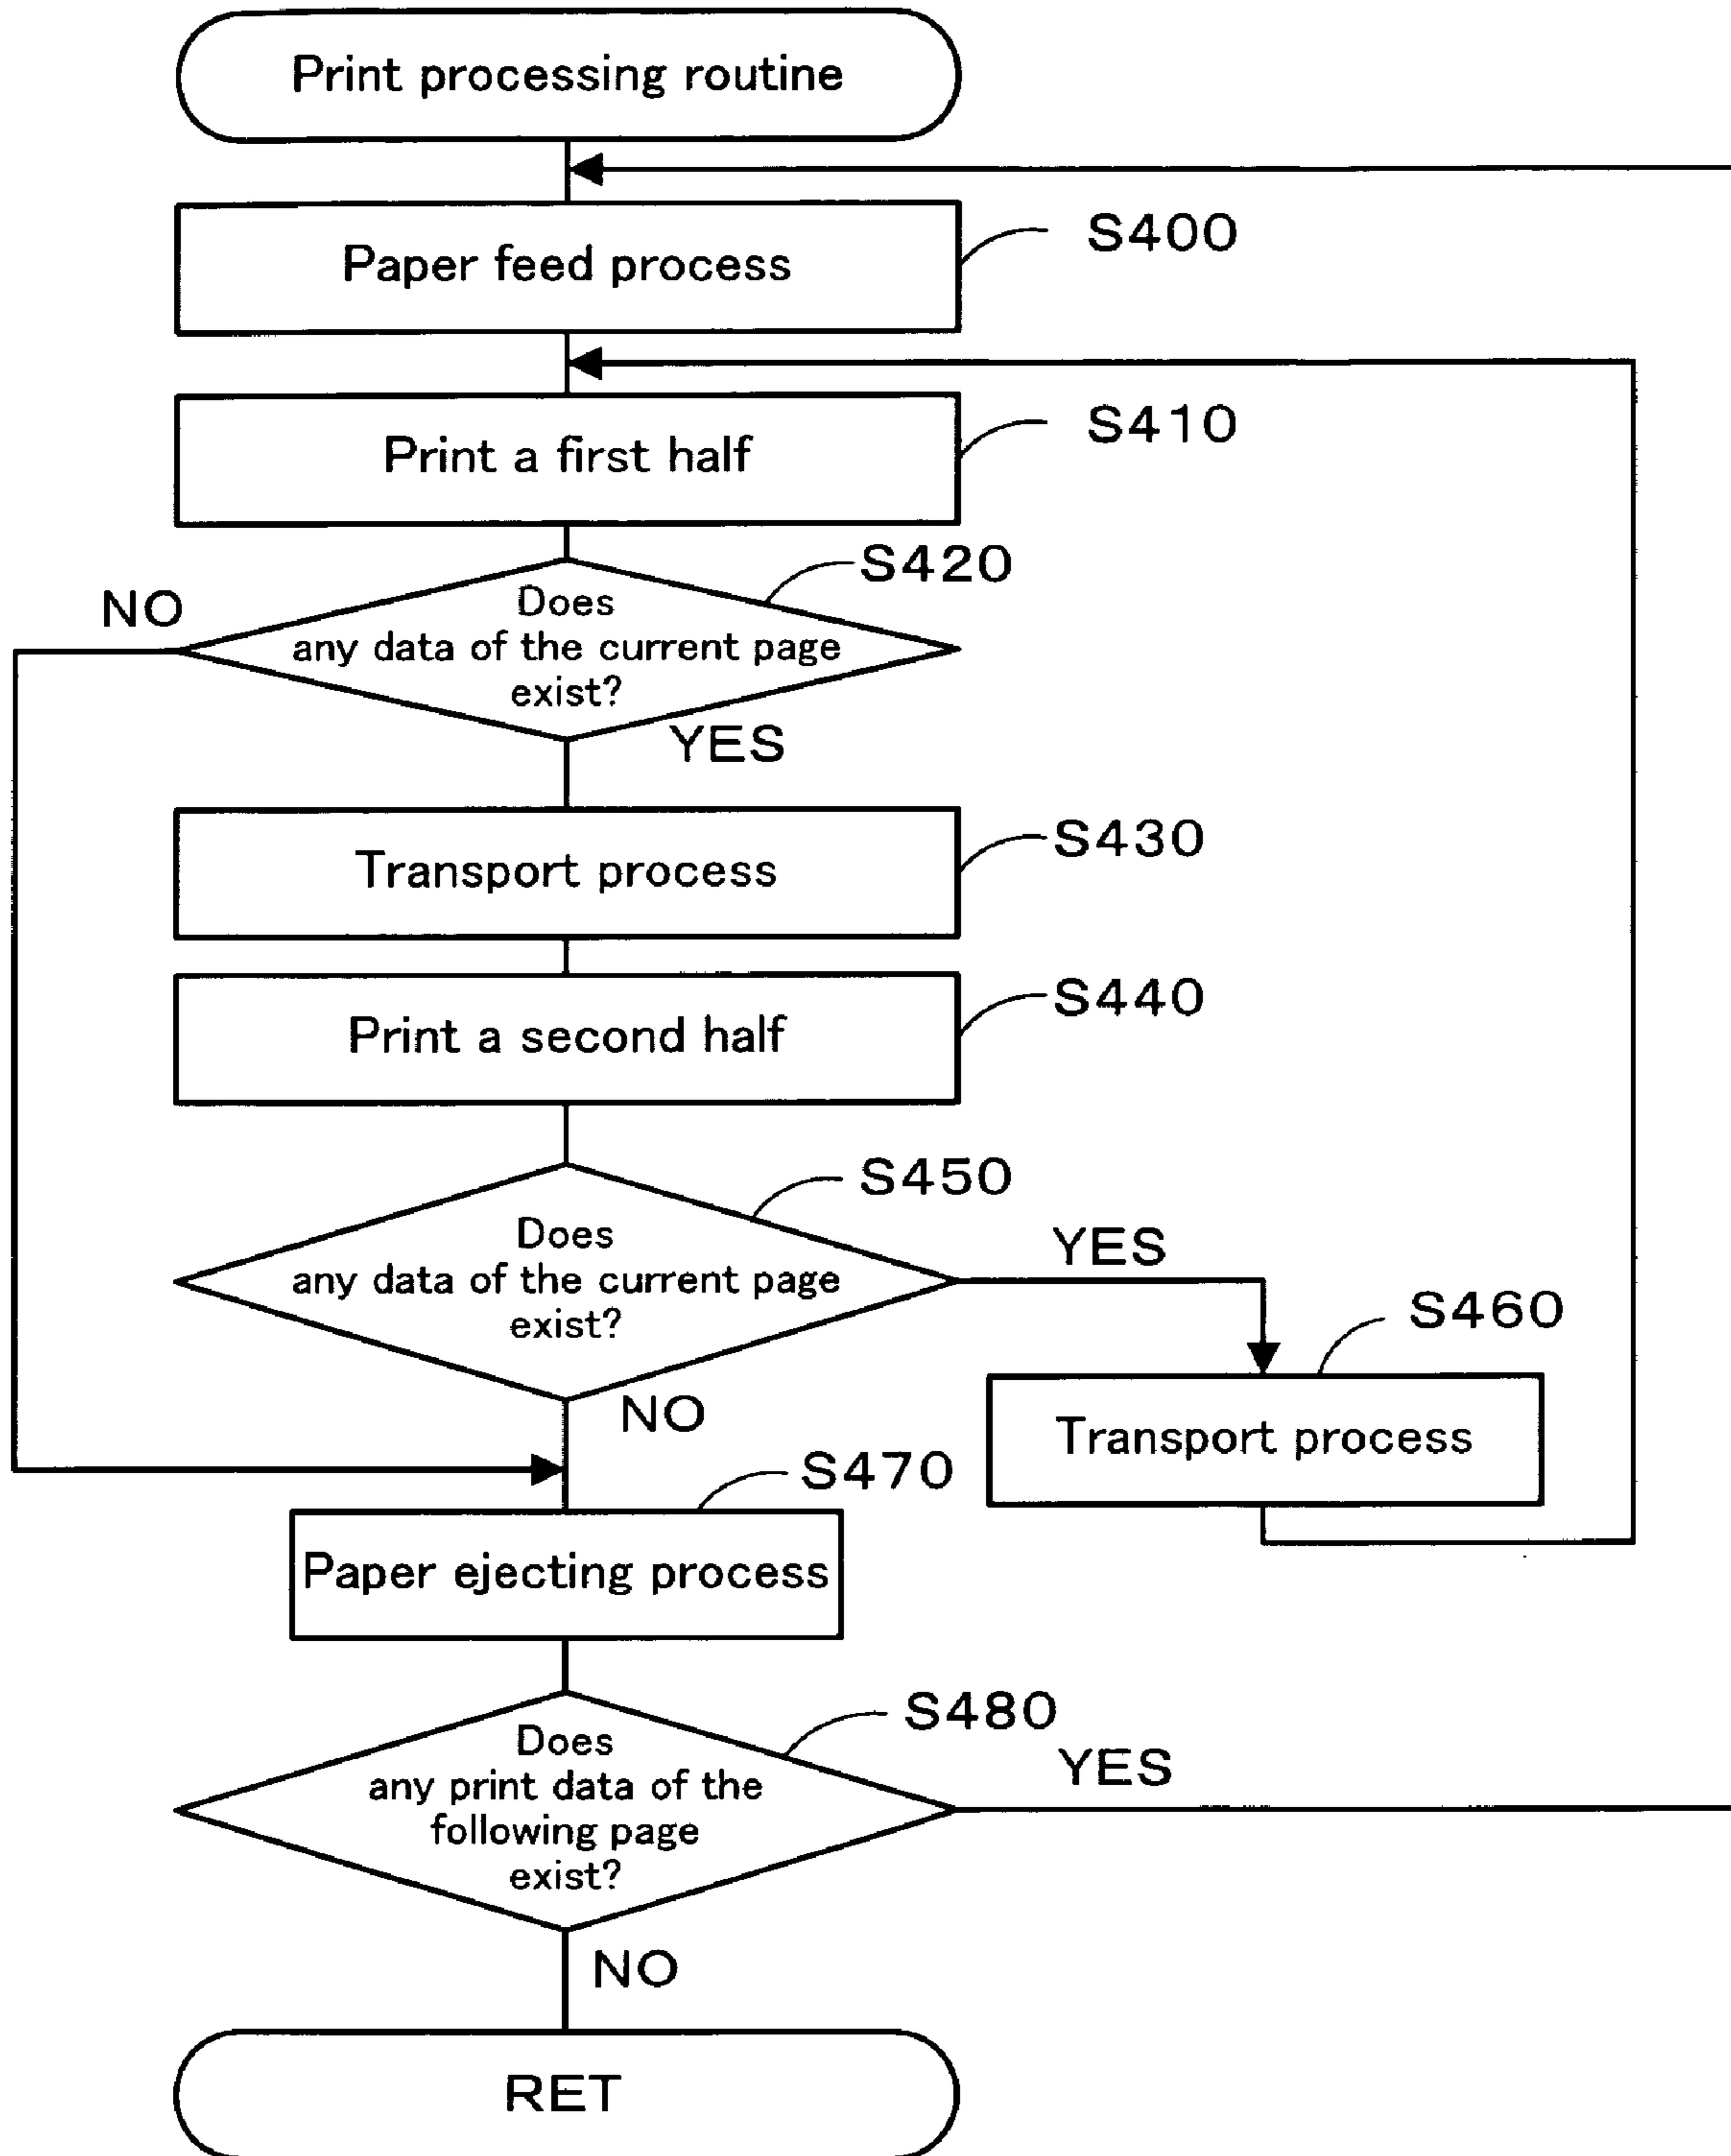 Print processing routine
S400
Paper feed process
S410
Print a first half
S420
NO
Does
any data of the current page
exist?
YES
S430
Transport process
S440
Print a second half
S450
Does
any data of the current page
exist?
YES
S460
NO
Transport process
S470
Paper ejecting process
S480
Does
any print data of the
following page
exist?
YES
NO
RET